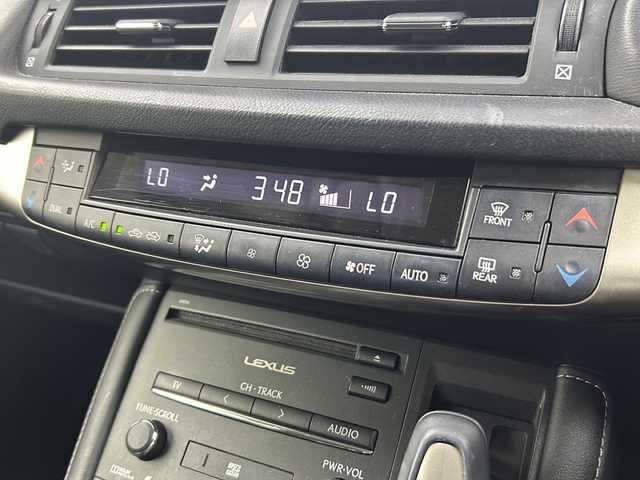 LO 348 LO
DUAL
A/C
OFF
AUTO
FRONT
REAR
LEXUS
TV
CH · TRACK
AUDIO
TUNE·SCROLL
PWR·VOL